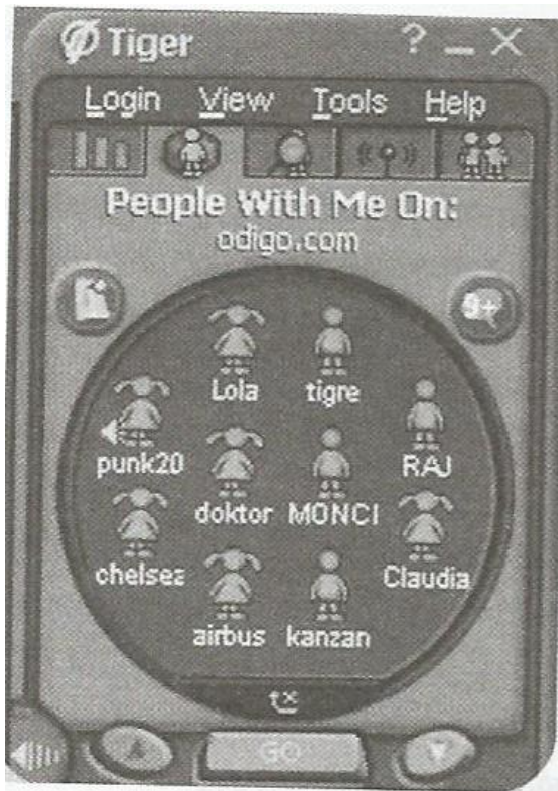 Tiger ? _ X
Login View Tools Help
People With Me On:
odigo.com
Lola tigre
punk20 RAJ
doktor MONCI
chelsez Claudia
airbus kanzan
GO